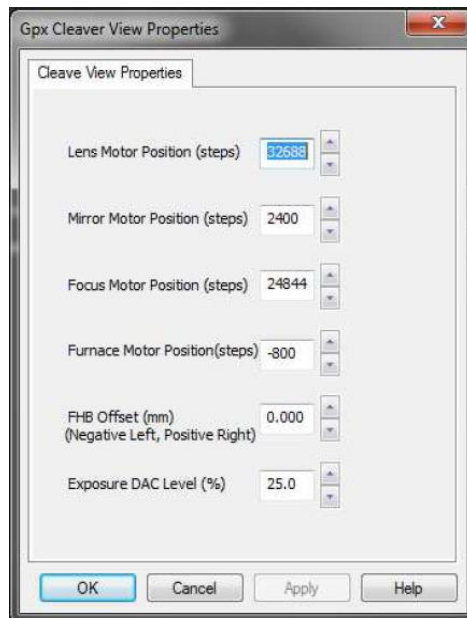 Gpx Cleaver View Properties
X
Cleave View Properties
Lens Motor Position (steps) 32688
Mirror Motor Position (steps) 2400
Focus Motor Position (steps) 24844
Furnace Motor Position(steps) -800
FHB Offset (mm) 0.000
(Negative Left, Positive Right)
Exposure DAC Level (%) 25.0
OK Cancel Apply Help